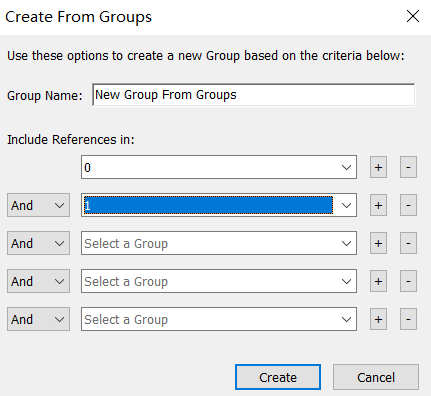 Create From Groups
Use these options to create a new Group based on the criteria below:
Group Name: New Group From Groups
Include References in:
0 + -
And 1 + -
And Select a Group + -
And Select a Group + -
And Select a Group + -
Create Cancel